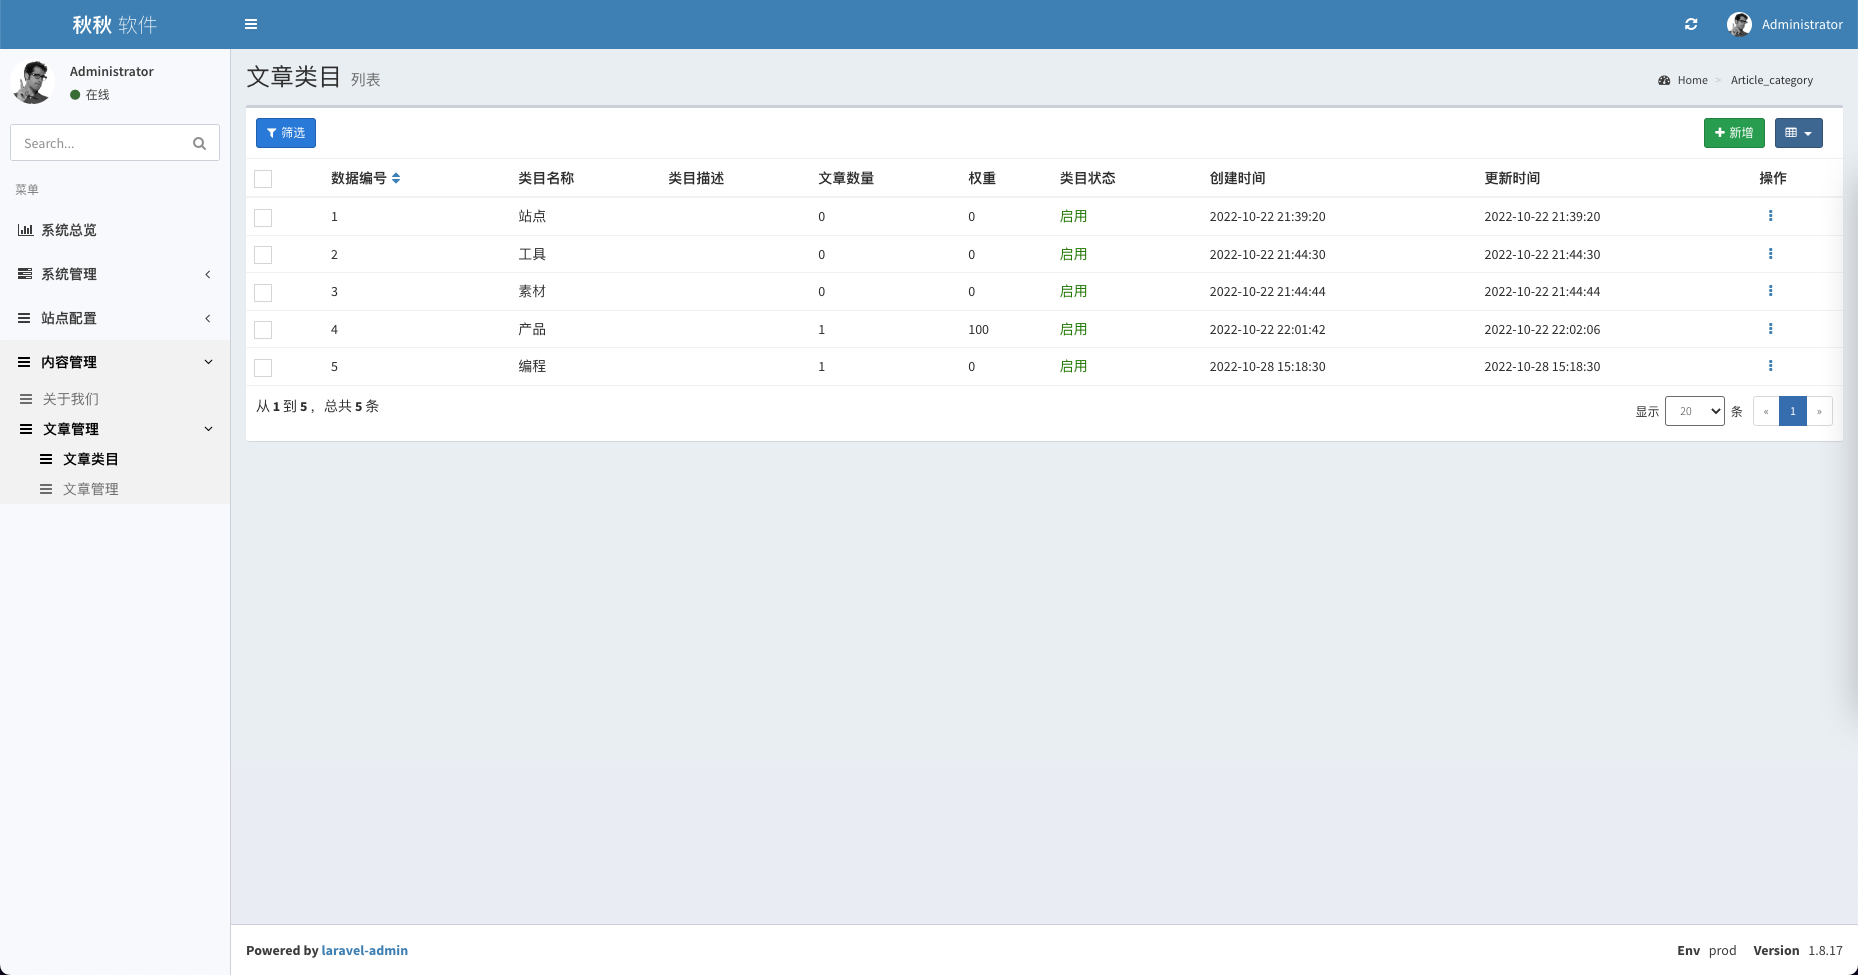 秋秋 软件
Administrator
Administrator
在线
Search...
菜单
系统总览
系统管理
站点配置
内容管理
关于我们
文章管理
文章类目
文章管理
文章类目 列表
Home > Article_category
筛选
新增
数据编号 类目名称 类目描述 文章数量 权重 类目状态 创建时间 更新时间 操作
1 站点 0 0 启用 2022-10-22 21:39:20 2022-10-22 21:39:20
2 工具 0 0 启用 2022-10-22 21:44:30 2022-10-22 21:44:30
3 素材 0 0 启用 2022-10-22 21:44:44 2022-10-22 21:44:44
4 产品 1 100 启用 2022-10-22 22:01:42 2022-10-22 22:02:06
5 编程 1 0 启用 2022-10-28 15:18:30 2022-10-28 15:18:30
从 1 到 5 ，总共 5 条
显示 20 条 « 1 »
Powered by laravel-admin
Env prod Version 1.8.17